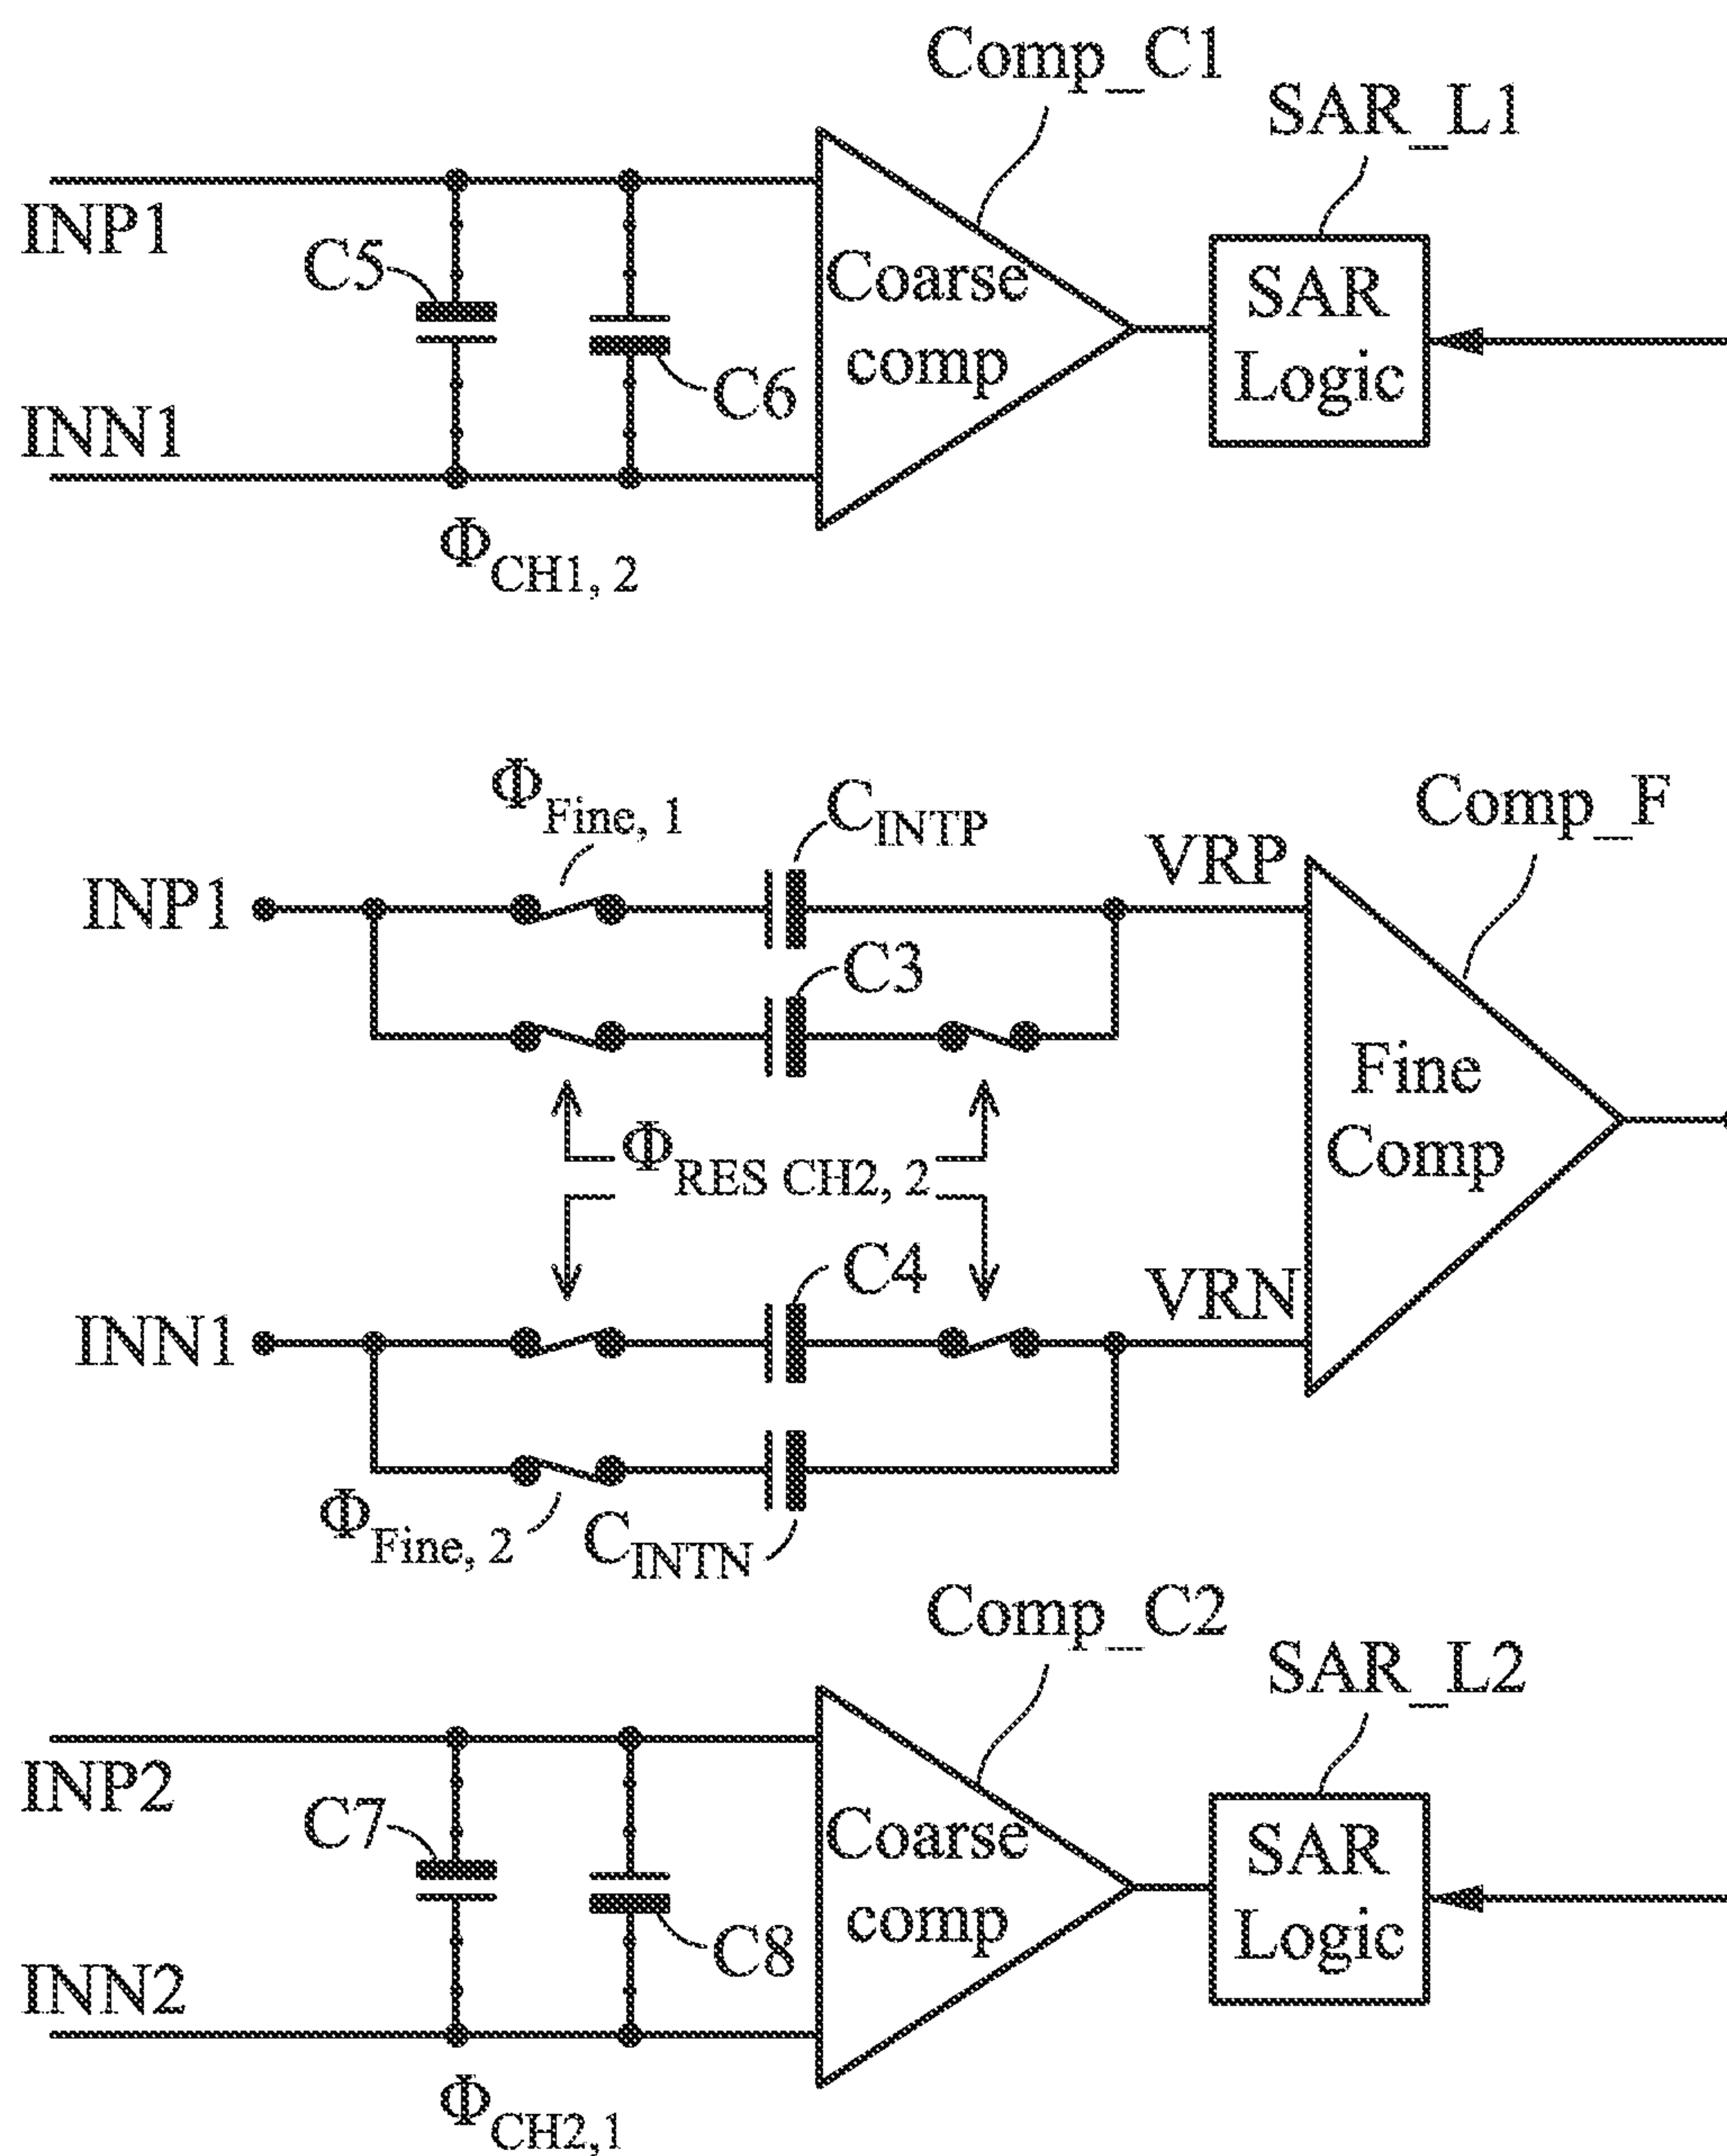 Comp_C1
SAR_L1
INP1
C5
Coarse comp
SAR Logic
C6
INN1
ΦCH1, 2
ΦFine, 1
CINTP
Comp_F
INP1
VRP
C3
Fine Comp
ΦRES CH2, 2
C4
INN1
VRN
ΦFine, 2
CINTN
Comp_C2
SAR_L2
INP2
C7
Coarse comp
SAR Logic
C8
INN2
ΦCH2,1